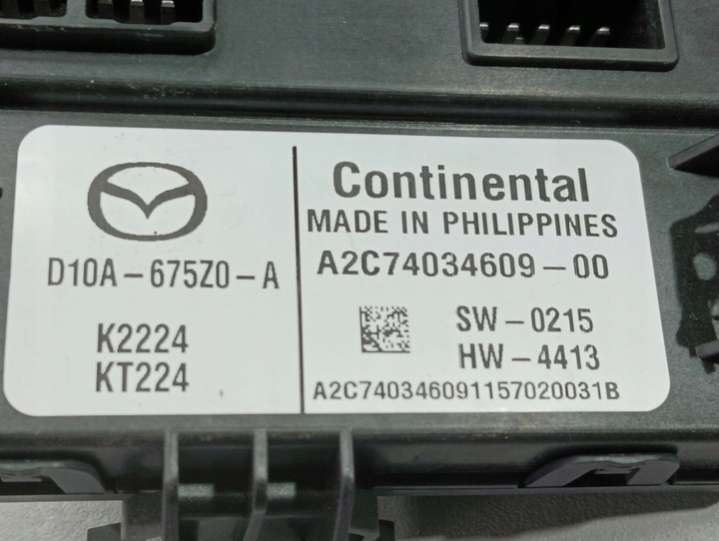 D10A-675Z0-A
K2224
KT224
Continental
MADE IN PHILIPPINES
A2C74034609-00
SW-0215
HW-4413
A2C740346091157020031B